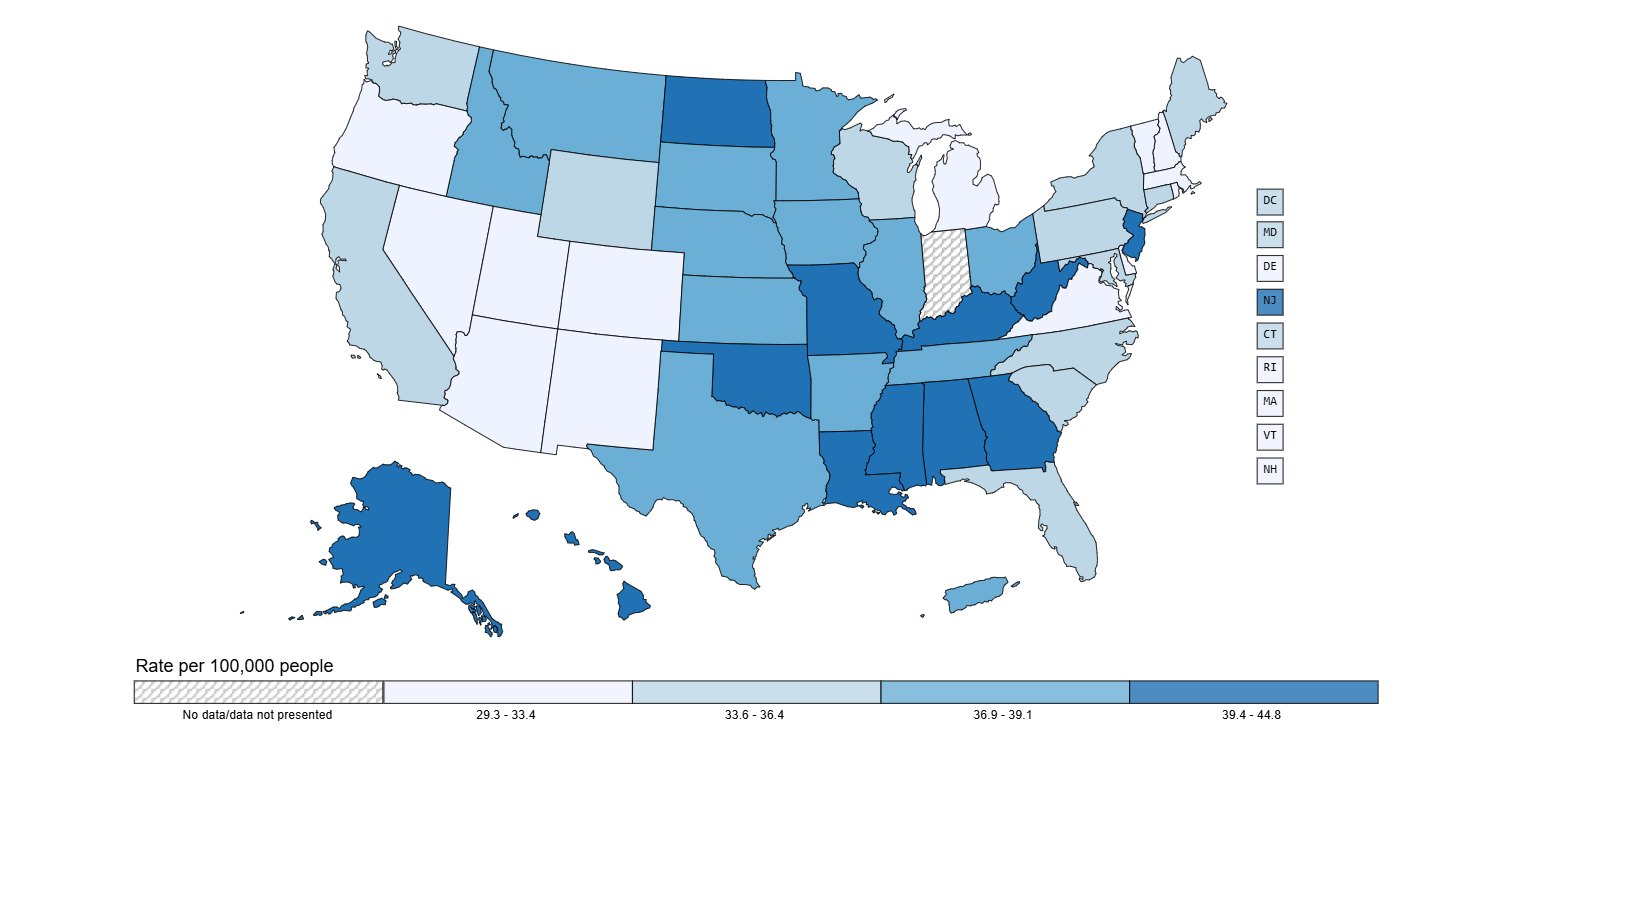 DC
MD
DE
NJ
CT
RI
MA
VT
NH
Rate per 100,000 people
No data/data not presented
29.3 - 33.4
33.6 - 36.4
36.9 - 39.1
39.4 - 44.8